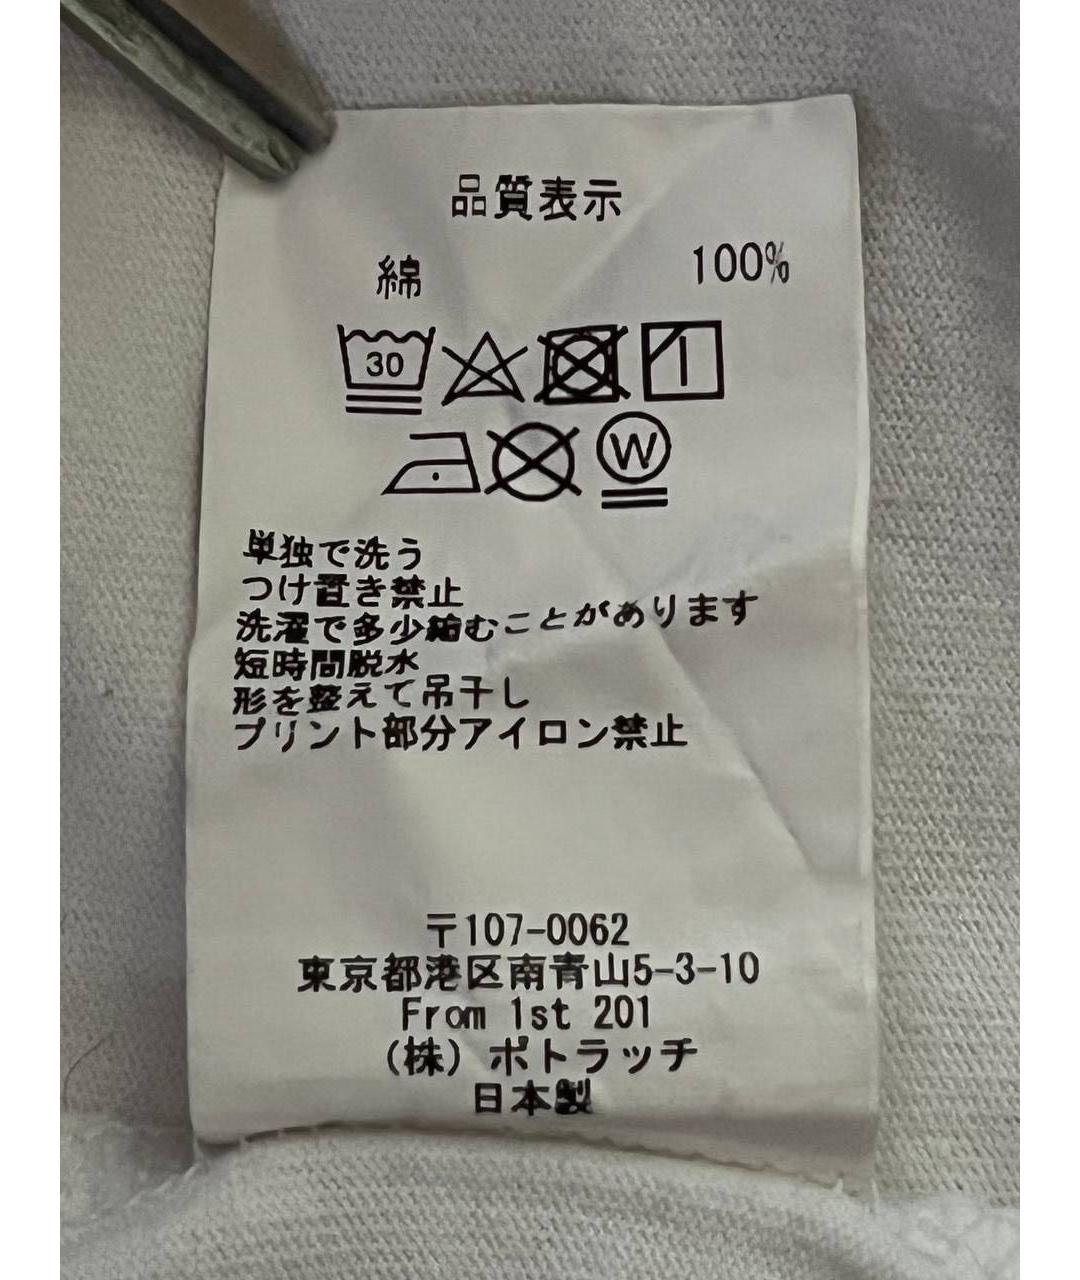 品質表示
綿 100%
30
W
単独で洗う
つけ置き禁止
洗濯で多少縮むことがあります
短時間脱水
形を整えて吊干し
プリント部分アイロン禁止
〒107-0062
東京都港区南青山5-3-10
From 1st 201
(株) ポトラッチ
日本製